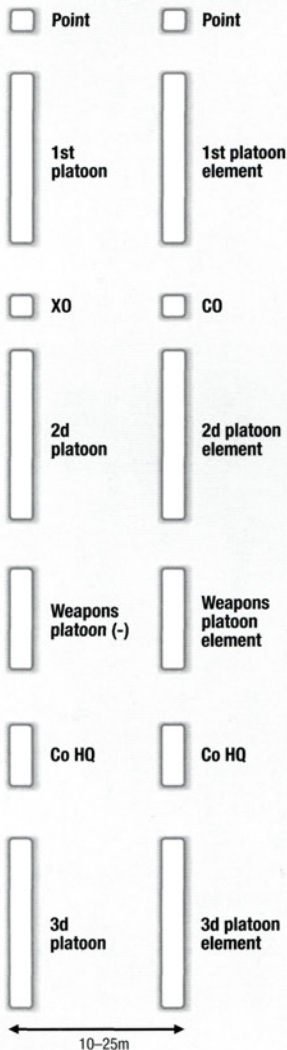 Point
Point
1st
platoon
1st platoon
element
XO
CO
2d
platoon
2d platoon
element
Weapons
platoon (-)
Weapons
platoon
element
Co HQ
Co HQ
3d
platoon
3d platoon
element
10–25m